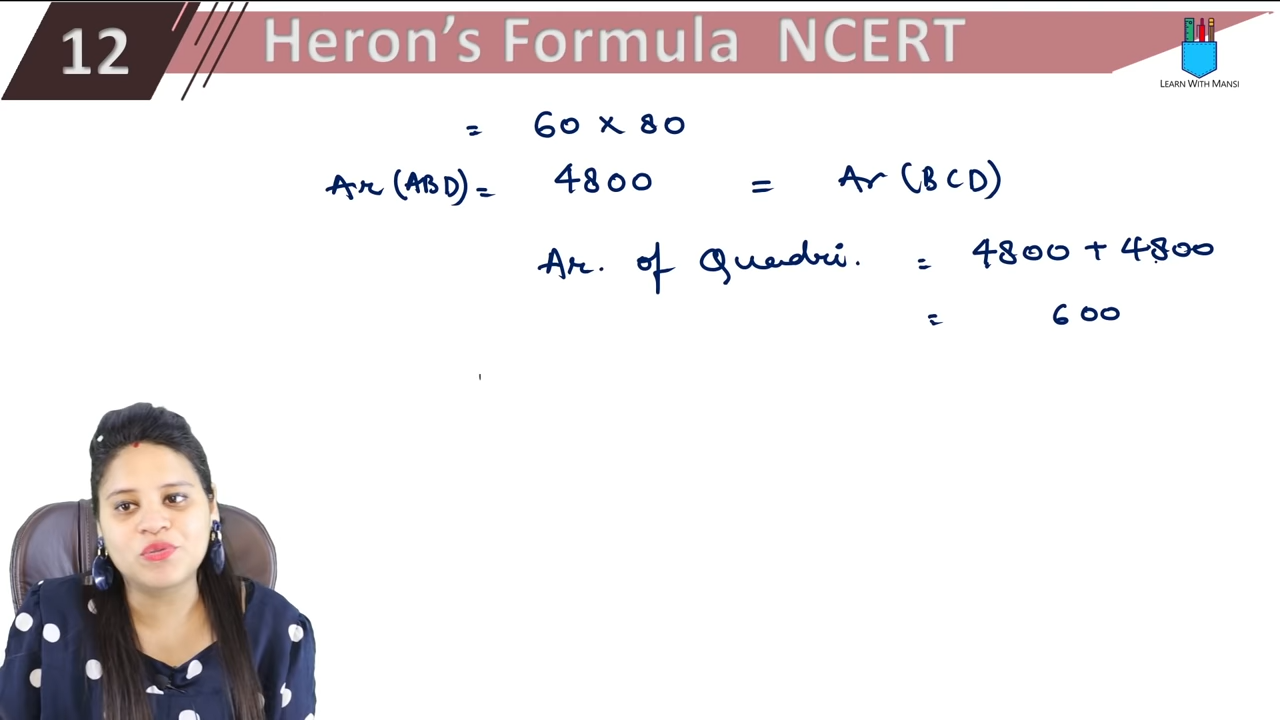 12 Heron's Formula NCERT
LEARN WITH MANSI
= 60 × 80
Ar (ABD) = 4800 = Ar (BCD)
Ar. of Quadri. = 4800 + 4800
= 600